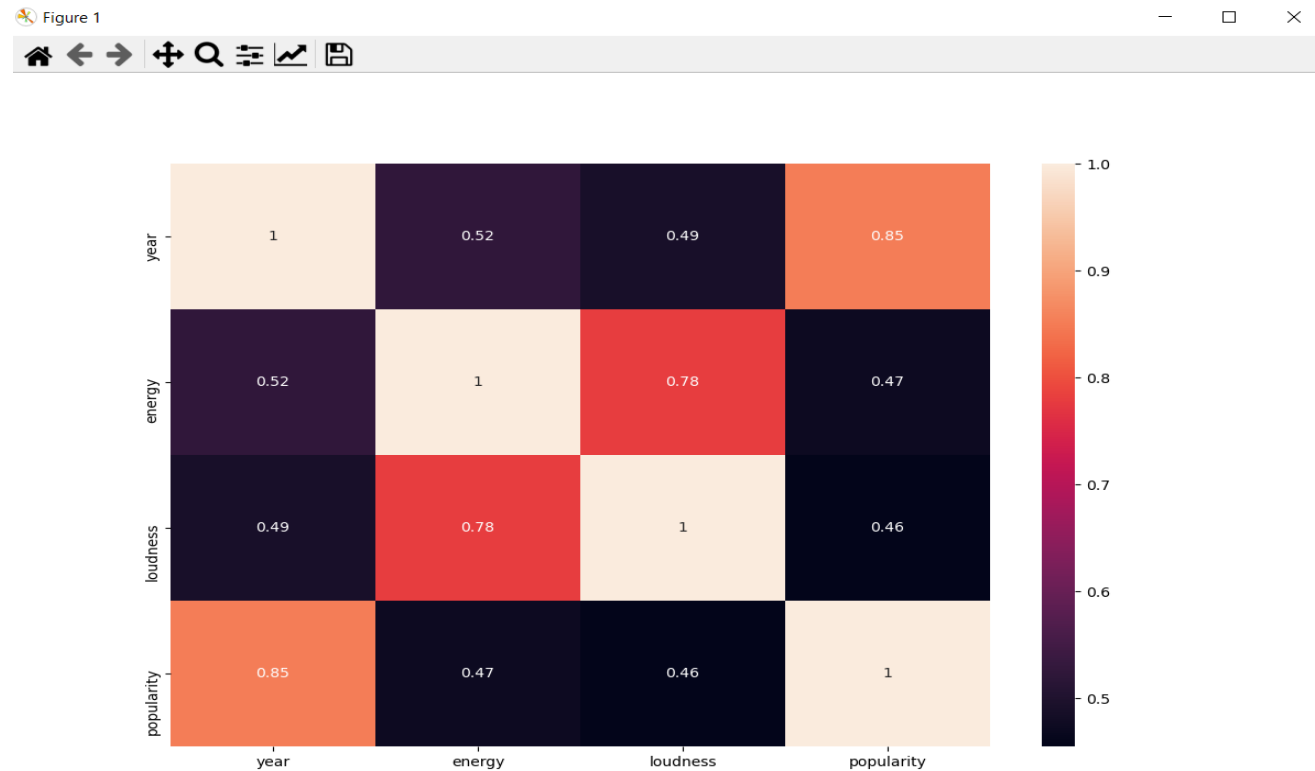 Figure 1
1.0
year
1 0.52 0.49 0.85
0.9
energy
0.52 1 0.78 0.47
0.8
0.7
loudness
0.49 0.78 1 0.46
0.6
popularity
0.85 0.47 0.46 1
0.5
year energy loudness popularity